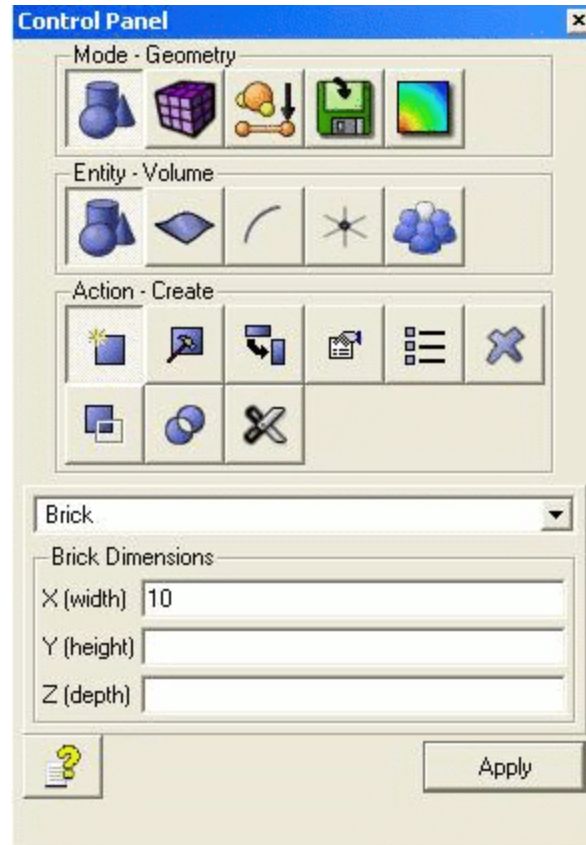 Control Panel
Mode - Geometry
Entity - Volume
Action - Create
Brick
Brick Dimensions
X (width) 10
Y (height)
Z (depth)
Apply